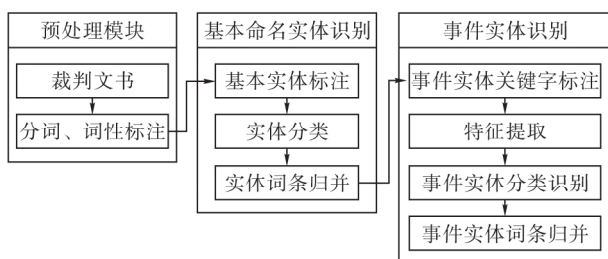 预处理模块
裁判文书
分词、词性标注
基本命名实体识别
基本实体标注
实体分类
实体词条归并
事件实体识别
事件实体关键字标注
特征提取
事件实体分类识别
事件实体词条归并